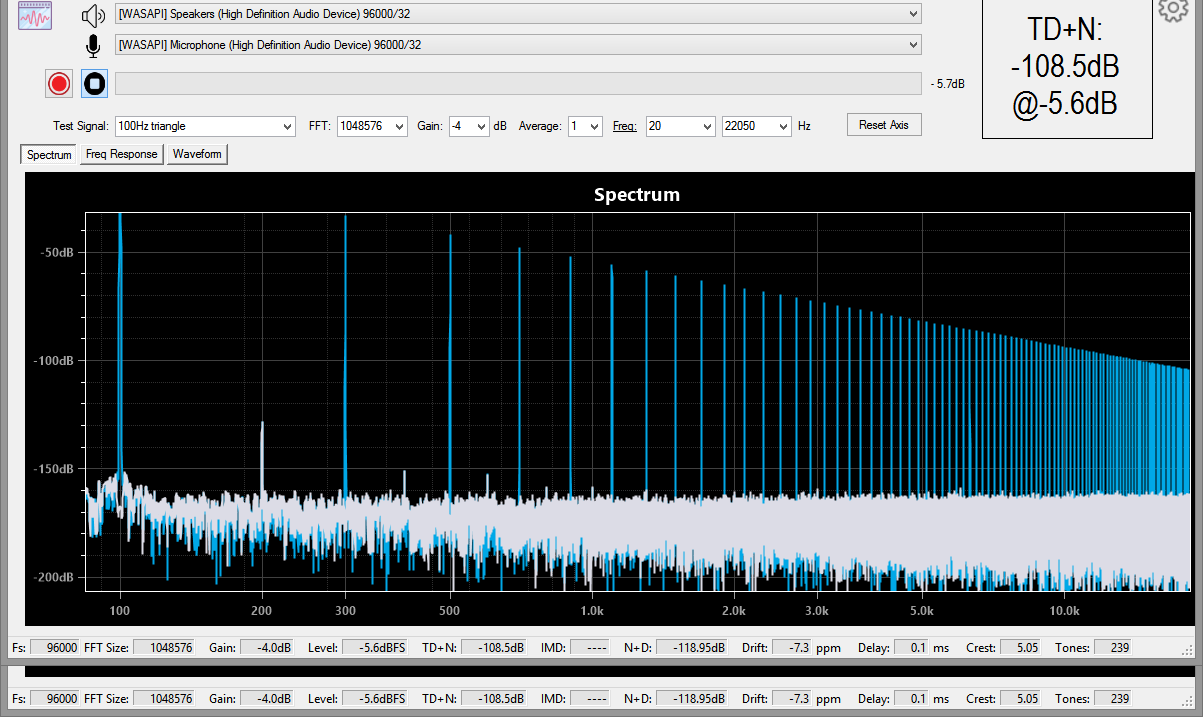 [WASAPI] Speakers (High Definition Audio Device) 96000/32
TD+N:
-108.5dB
@-5.6dB
[WASAPI] Microphone (High Definition Audio Device) 96000/32
- 5.7dB
Test Signal: 100Hz triangle FFT: 1048576 Gain: -4 dB Average: 1 Freq: 20 22050 Hz Reset Axis
Spectrum Freq Response Waveform
Spectrum
-50dB
-100dB
-150dB
-200dB
100 200 300 500 1.0k 2.0k 3.0k 5.0k 10.0k
Fs: 96000 FFT Size: 1048576 Gain: -4.0dB Level: -5.6dBFS TD+N: -108.5dB IMD: ---- N+D: -118.95dB Drift: -7.3 ppm Delay: 0.1 ms Crest: 5.05 Tones: 239
Fs: 96000 FFT Size: 1048576 Gain: -4.0dB Level: -5.6dBFS TD+N: -108.5dB IMD: ---- N+D: -118.95dB Drift: -7.3 ppm Delay: 0.1 ms Crest: 5.05 Tones: 239